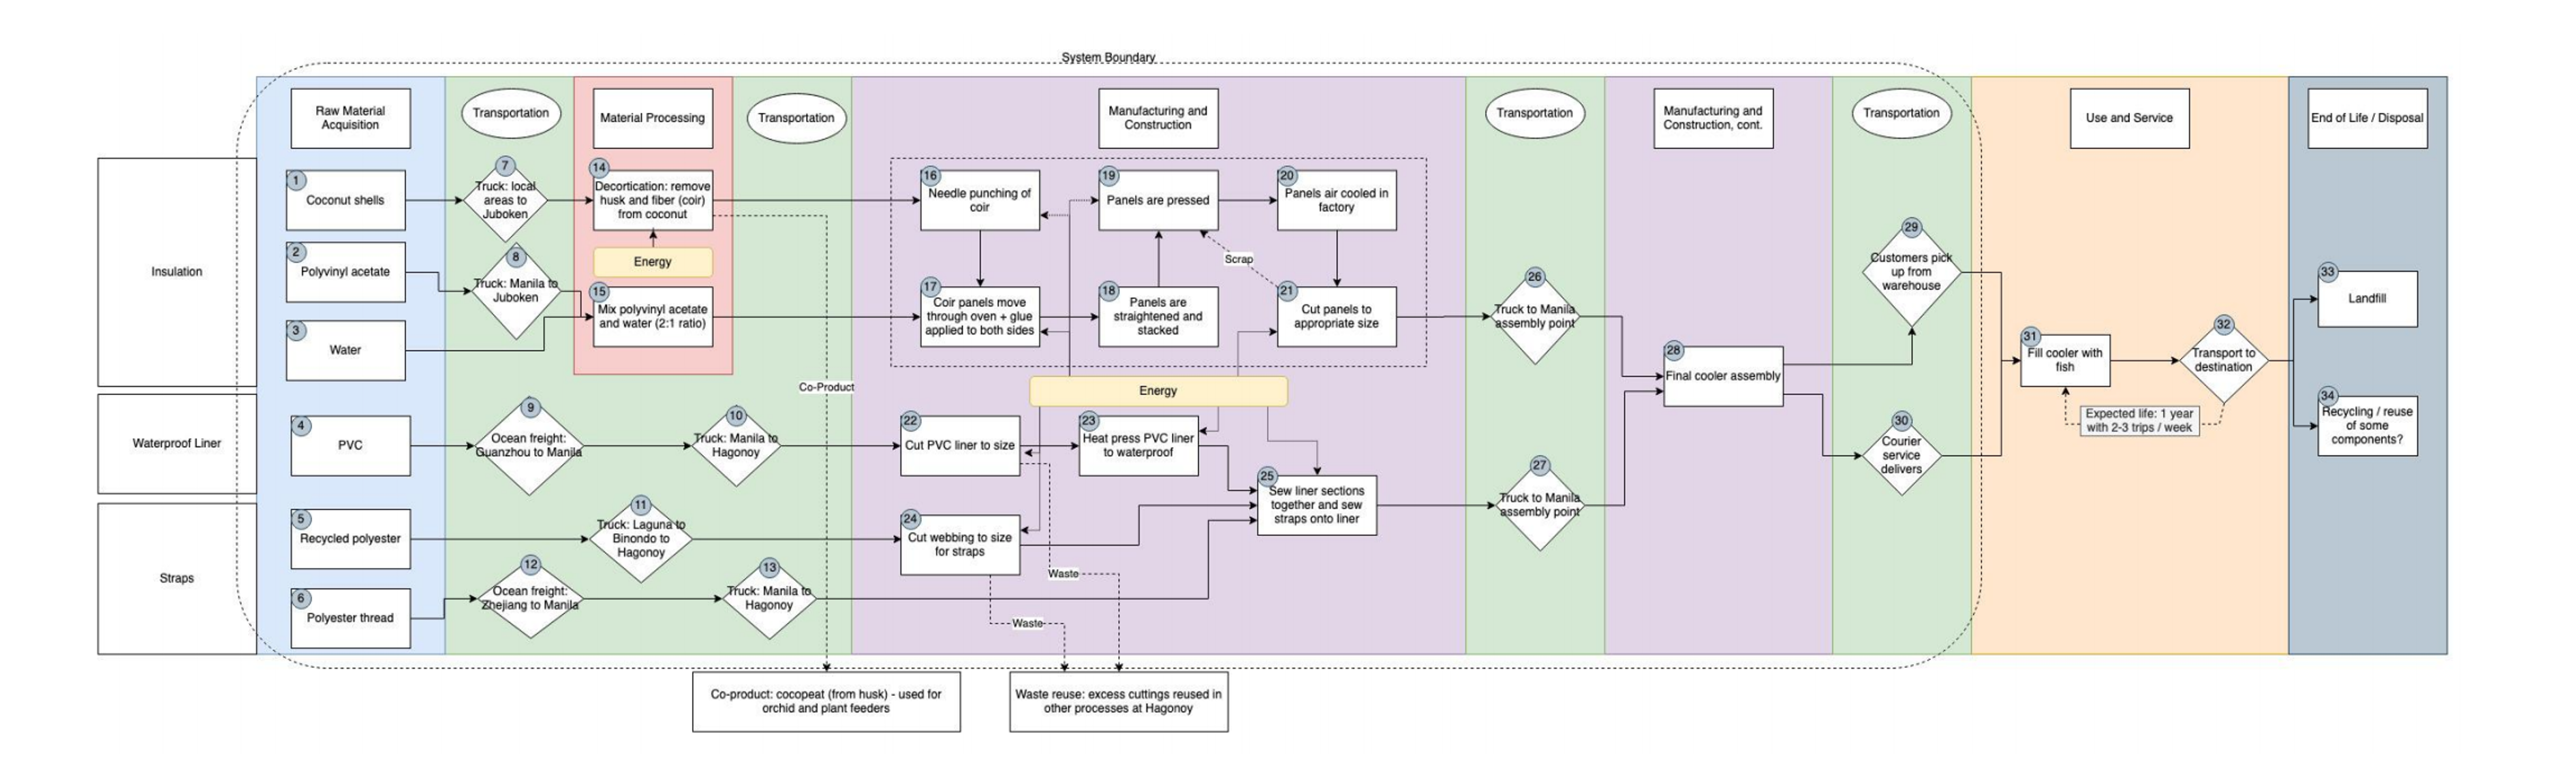 System Boundary
Raw Material
Acquisition
Transportation
Material Processing
Transportation
Manufacturing and
Construction
Transportation
Manufacturing and
Construction, cont.
Transportation
Use and Service
End of Life / Disposal
Insulation
Waterproof Liner
Straps
1
Coconut shells
2
Polyvinyl acetate
3
Water
4
PVC
5
Recycled polyester
6
Polyester thread
7
Truck: local
areas to
Juboken
8
Truck: Manila to
Juboken
9
Ocean freight:
Guanzhou to Manila
10
Truck: Manila to
Hagonoy
11
Truck: Laguna to
Binondo to
Hagonoy
12
Ocean freight:
Zhejiang to Manila
13
Truck: Manila to
Hagonoy
14
Decortication: remove
husk and fiber (coir)
from coconut
Energy
15
Mix polyvinyl acetate
and water (2:1 ratio)
Co-Product
16
Needle punching of
coir
17
Coir panels move
through oven + glue
applied to both sides
18
Panels are
straightened and
stacked
19
Panels are pressed
20
Panels air cooled in
factory
Scrap
21
Cut panels to
appropriate size
Energy
22
Cut PVC liner to size
23
Heat press PVC liner
to waterproof
24
Cut webbing to size
for straps
25
Sew liner sections
together and sew
straps onto liner
Waste
Waste
26
Truck to Manila
assembly point
27
Truck to Manila
assembly point
28
Final cooler assembly
29
Customers pick
up from
warehouse
30
Courier
service
delivers
31
Fill cooler with
fish
32
Transport to
destination
Expected life: 1 year
with 2-3 trips / week
33
Landfill
34
Recycling / reuse
of some
components?
Co-product: cocopeat (from husk) - used for
orchid and plant feeders
Waste reuse: excess cuttings reused in
other processes at Hagonoy